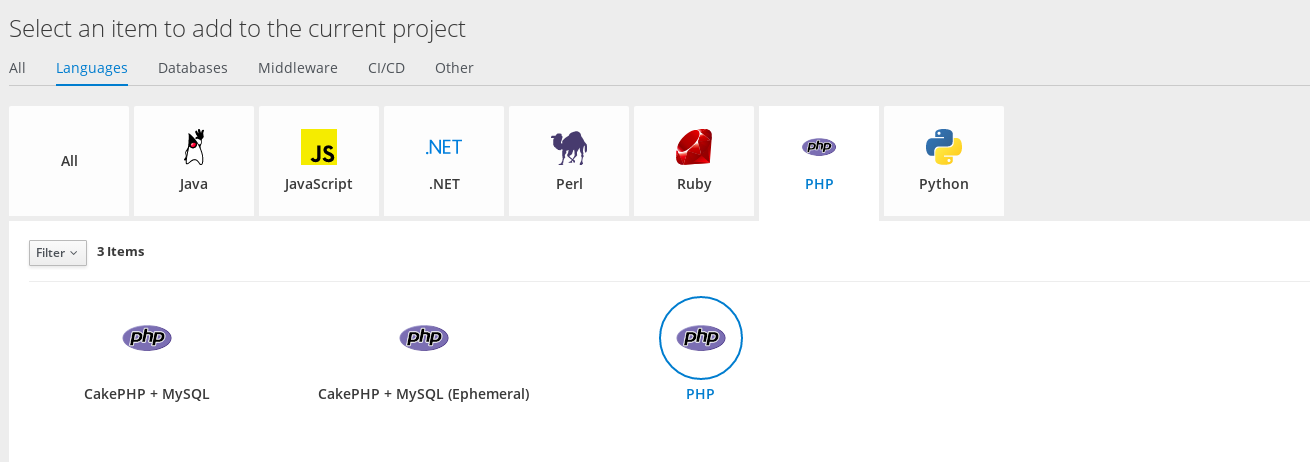 Select an item to add to the current project
All Languages Databases Middleware CI/CD Other
JS .NET php
All Java JavaScript .NET Perl Ruby PHP Python
Filter 3 Items
php php php
CakePHP + MySQL CakePHP + MySQL (Ephemeral) PHP